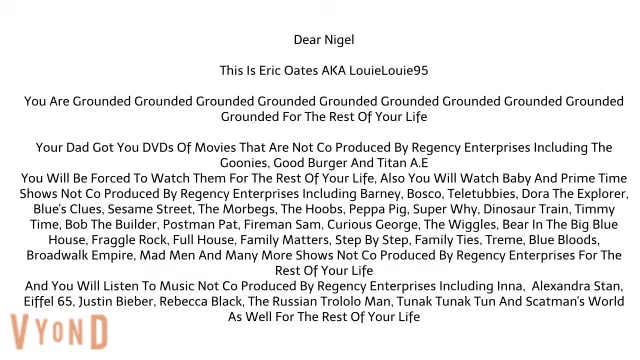 Dear Nigel
This Is Eric Oates AKA LouieLouie95
You Are Grounded Grounded Grounded Grounded Grounded Grounded Grounded Grounded Grounded
Grounded For The Rest Of Your Life
Your Dad Got You DVDs Of Movies That Are Not Co Produced By Regency Enterprises Including The
Goonies, Good Burger And Titan A.E
You Will Be Forced To Watch Them For The Rest Of Your Life, Also You Will Watch Baby And Prime Time
Shows Not Co Produced By Regency Enterprises Including Barney, Bosco, Teletubbies, Dora The Explorer,
Blue's Clues, Sesame Street, The Morbegs, The Hoobs, Peppa Pig, Super Why, Dinosaur Train, Timmy
Time, Bob The Builder, Postman Pat, Fireman Sam, Curious George, The Wiggles, Bear In The Big Blue
House, Fraggle Rock, Full House, Family Matters, Step By Step, Family Ties, Treme, Blue Bloods,
Broadwalk Empire, Mad Men And Many More Shows Not Co Produced By Regency Enterprises For The
Rest Of Your Life
And You Will Listen To Music Not Co Produced By Regency Enterprises Including Inna, Alexandra Stan,
Eiffel 65, Justin Bieber, Rebecca Black, The Russian Trololo Man, Tunak Tunak Tun And Scatman's World
As Well For The Rest Of Your Life
VYOND